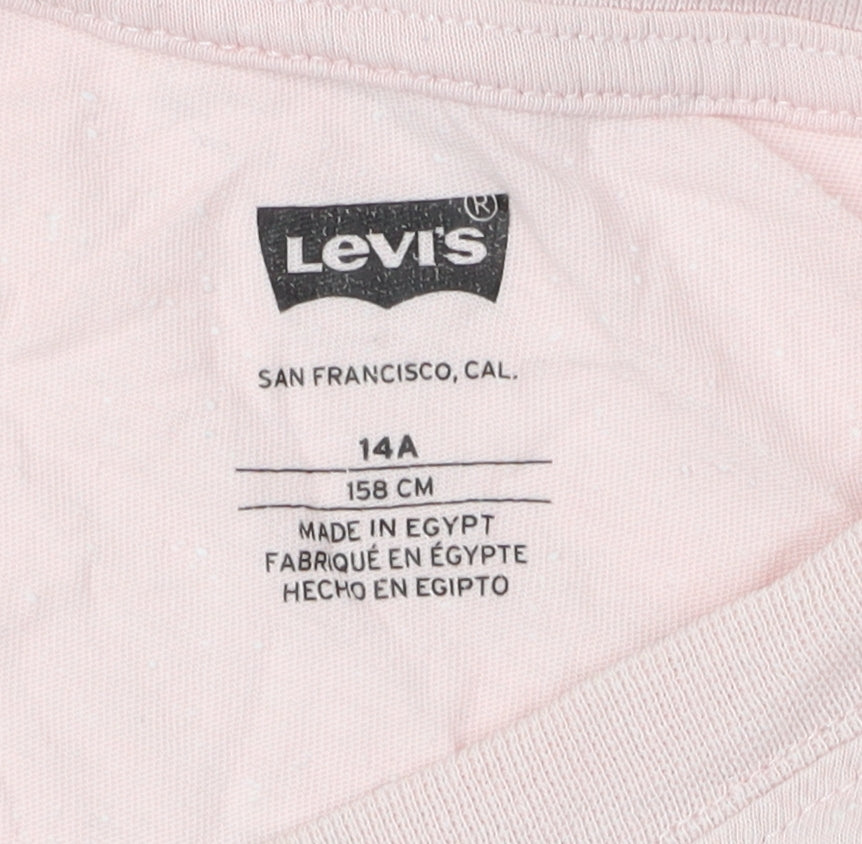 Levi's®
SAN FRANCISCO, CAL.
14A
158 CM
MADE IN EGYPT
FABRIQUÉ EN ÉGYPTE
HECHO EN EGIPTO